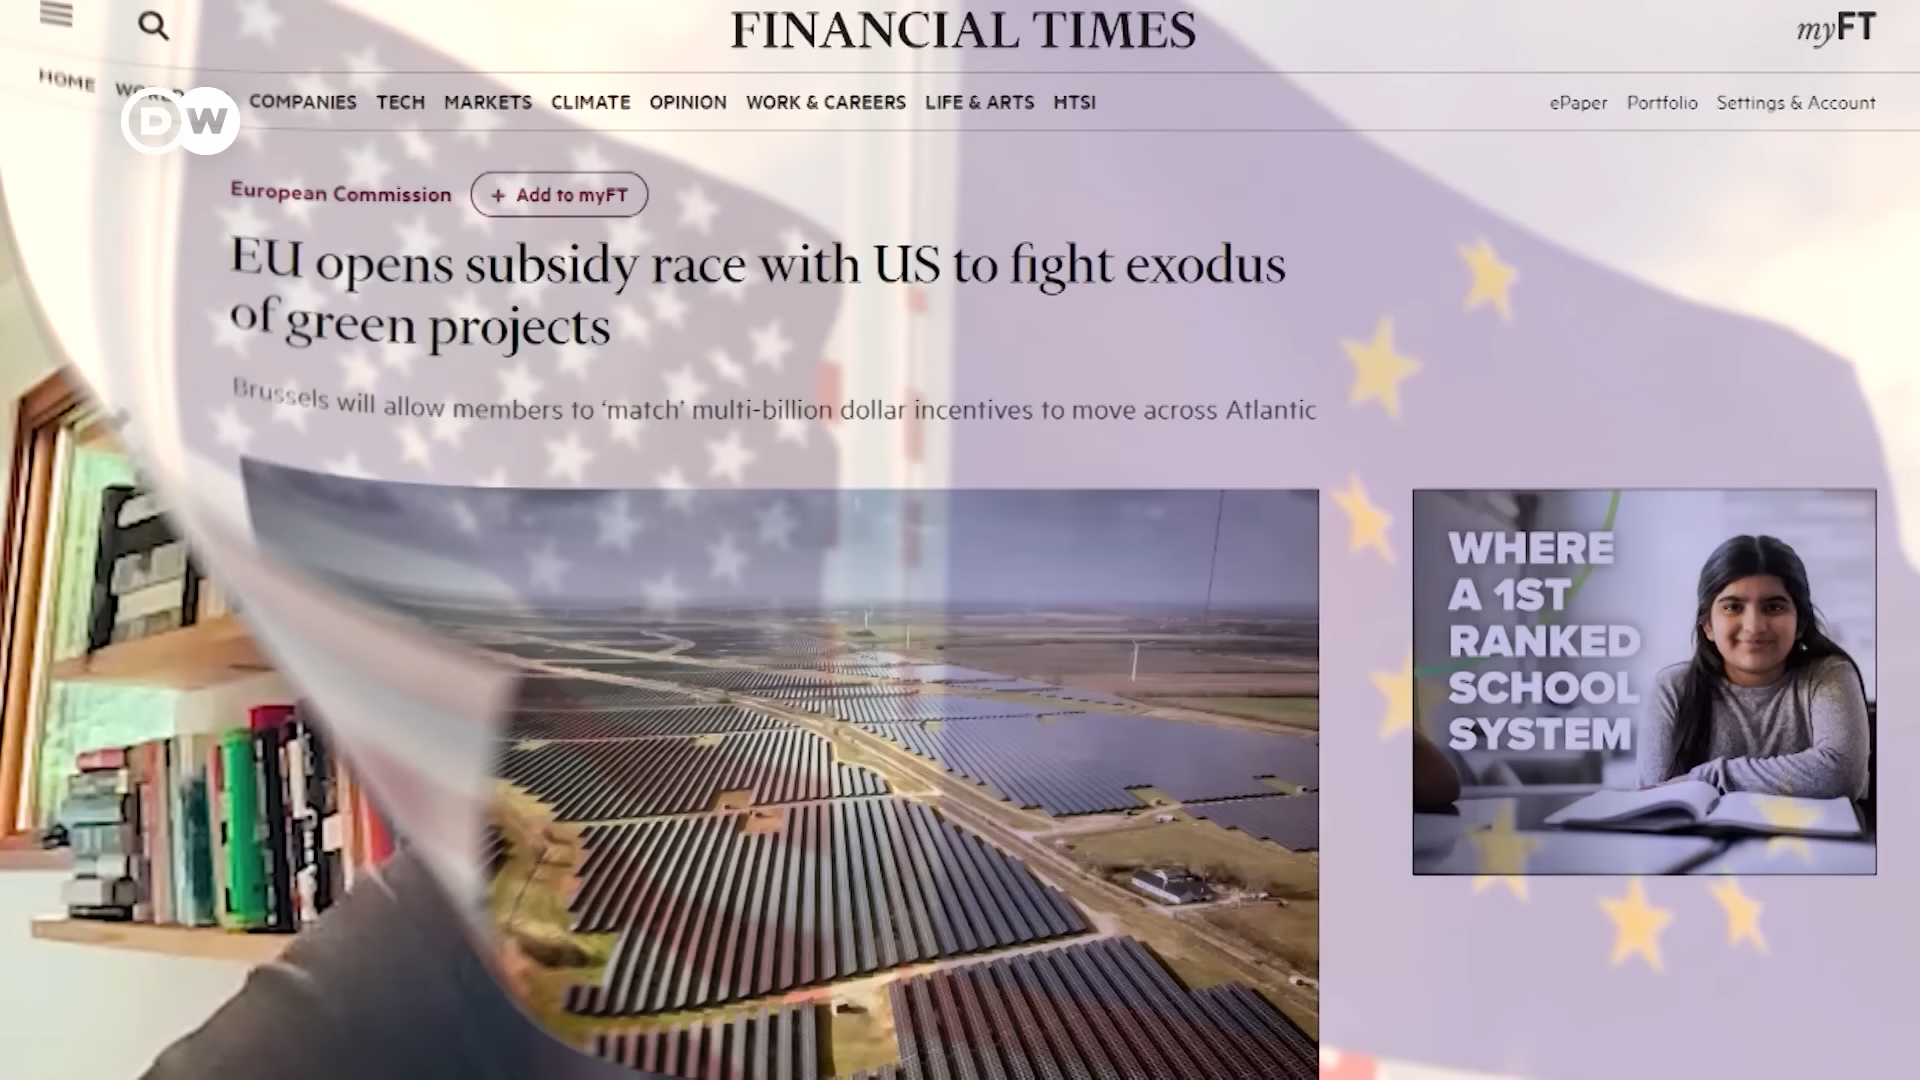 FINANCIAL TIMES
myFT
HOME
COMPANIES TECH MARKETS CLIMATE OPINION WORK & CAREERS LIFE & ARTS HTSI
ePaper Portfolio Settings & Account
DW
European Commission
+ Add to myFT
EU opens subsidy race with US to fight exodus
of green projects
Brussels will allow members to ‘match’ multi-billion dollar incentives to move across Atlantic
WHERE
A 1ST
RANKED
SCHOOL
SYSTEM